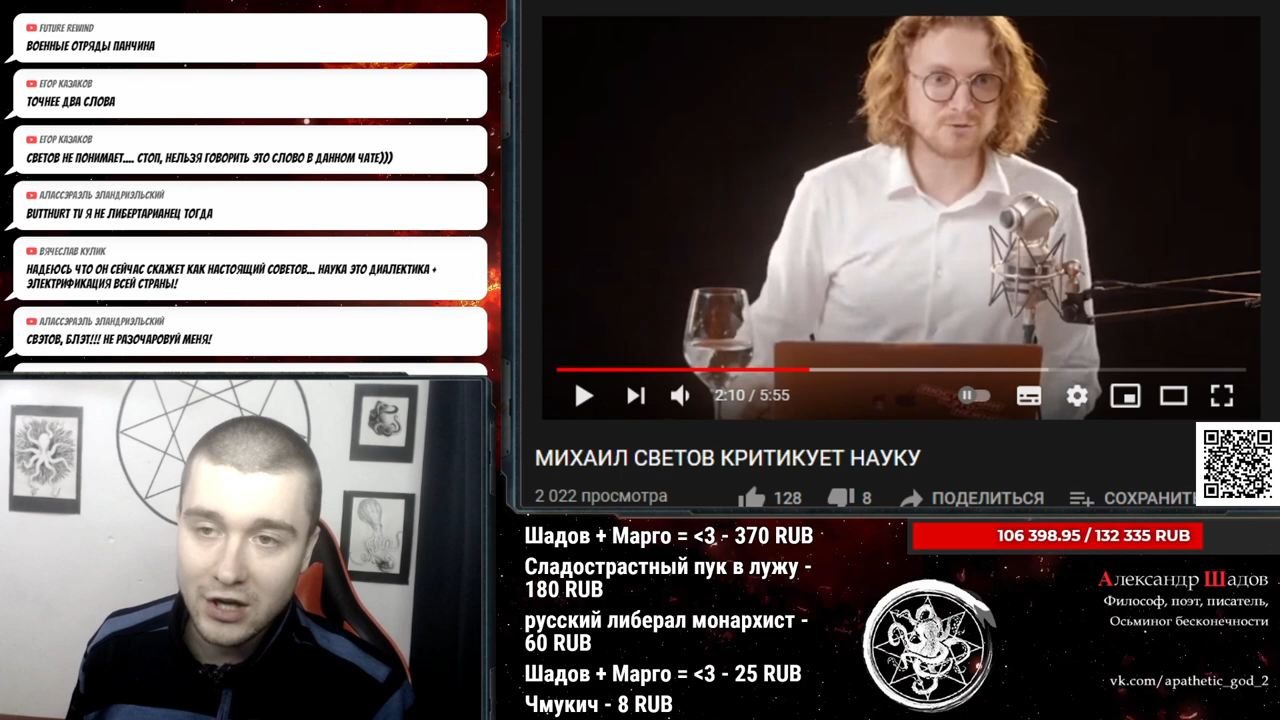 FUTURE REWIND
ВОЕННЫЕ ОТРЯДЫ ПАНЧИНА
ЕГОР КАЗАКОВ
ТОЧНЕЕ ДВА СЛОВА
ЕГОР КАЗАКОВ
СВЕТОВ НЕ ПОНИМАЕТ.... СТОП, НЕЛЬЗЯ ГОВОРИТЬ ЭТО СЛОВО В ДАННОМ ЧАТЕ)))
АЛАССЭРАЭЛЬ ЭЛАНДРИЭЛЬСКИЙ
BUTTHURT TV Я НЕ ЛИБЕРТАРИАНЕЦ ТОГДА
ВЯЧЕСЛАВ КУЛИК
НАДЕЮСЬ ЧТО ОН СЕЙЧАС СКАЖЕТ КАК НАСТОЯЩИЙ СОВЕТОВ... НАУКА ЭТО ДИАЛЕКТИКА +
ЭЛЕКТРИФИКАЦИЯ ВСЕЙ СТРАНЫ!
АЛАССЭРАЭЛЬ ЭЛАНДРИЭЛЬСКИЙ
СВЭТОВ, БЛЭТ!!! НЕ РАЗОЧАРОВУЙ МЕНЯ!
2:10 / 5:55
МИХАИЛ СВЕТОВ КРИТИКУЕТ НАУКУ
2 022 просмотра
128
8
ПОДЕЛИТЬСЯ
СОХРАНИТЬ
Шадов + Марго = <3 - 370 RUB
Сладострастный пук в лужу -
180 RUB
русский либерал монархист -
60 RUB
Шадов + Марго = <3 - 25 RUB
Чмукич - 8 RUB
106 398.95 / 132 335 RUB
Александр Шадов
Философ, поэт, писатель,
Осьминог бесконечности
vk.com/apathetic_god_2